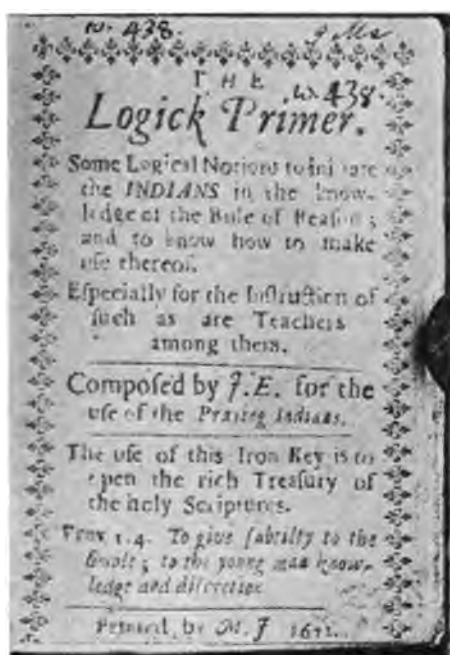 w. 438.
THE
w. 438.
Logick Primer.
Some Logical Notions to initiate
the INDIANS in the know-
ledge of the Rule of Reason;
and to know how to make
uſe thereof.
Eſpecially for the Inſtruction of
ſuch as are Teachers
among them.
Compoſed by J.E. for the
uſe of the Praying Indians.
The uſe of this Iron Key is to
open the rich Treaſury of
the holy Scriptures.
Prov 1.4. To give ſubtilty to the
ſimple; to the young man know-
ledge and diſcretion
Printed by M. J 167